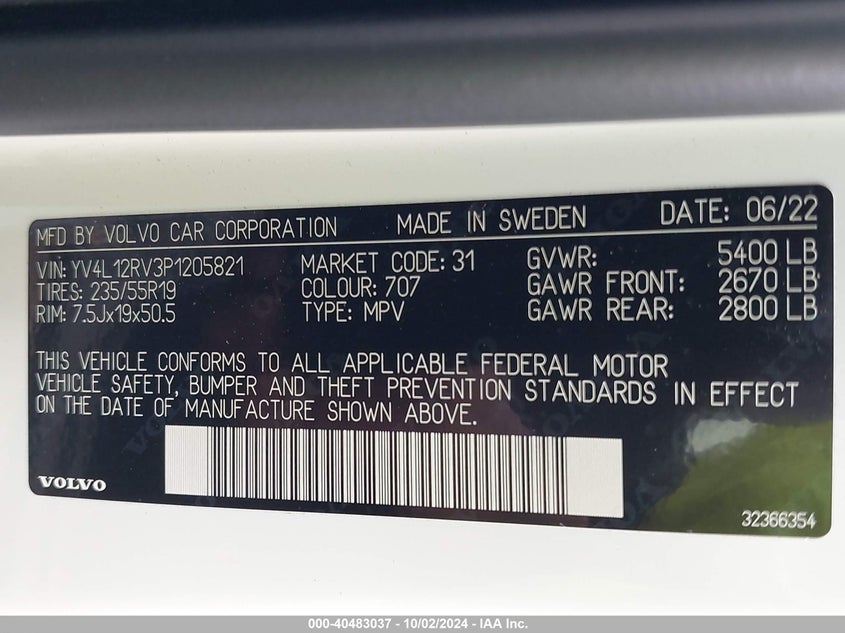 MFD BY VOLVO CAR CORPORATION MADE IN SWEDEN DATE: 06/22
VIN: YV4L12RV3P1205821 MARKET CODE: 31 GVWR: 5400 LB
TIRES: 235/55R19 COLOUR: 707 GAWR FRONT: 2670 LB
RIM: 7.5Jx19x50.5 TYPE: MPV GAWR REAR: 2800 LB
THIS VEHICLE CONFORMS TO ALL APPLICABLE FEDERAL MOTOR
VEHICLE SAFETY, BUMPER AND THEFT PREVENTION STANDARDS IN EFFECT
ON THE DATE OF MANUFACTURE SHOWN ABOVE.
VOLVO
32366354
000-40483037 - 10/02/2024 - IAA Inc.